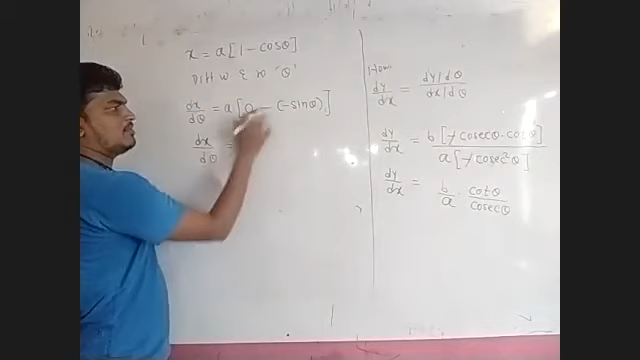 x = a[1 - cosθ]
Diff w & ro 'θ'
dx/dθ = a[0 - (-sinθ)]
dx/dθ =
Now
dy/dx = dy/dθ / dx/dθ
dy/dx = b[-cosecθ·cotθ] / a[-cosec²θ]
dy/dx = b/a · cotθ/cosecθ